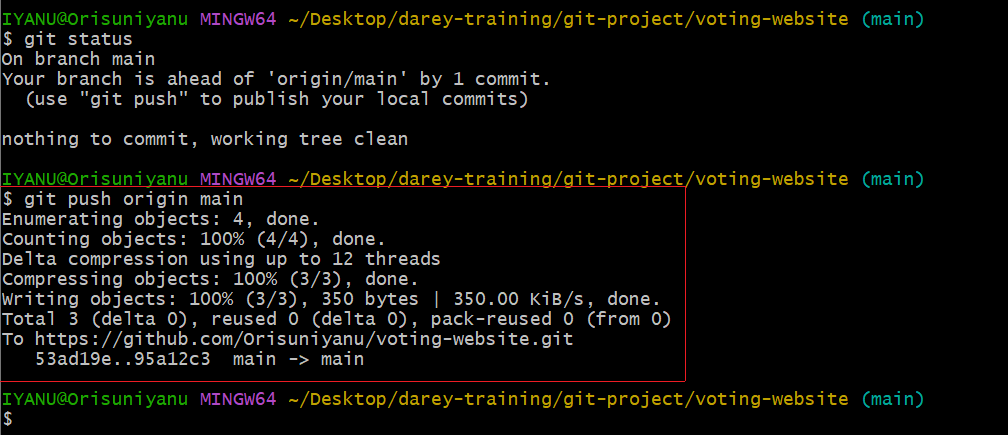 IYANU@Orisuniyanu MINGW64 ~/Desktop/darey-training/git-project/voting-website (main)
$ git status
On branch main
Your branch is ahead of 'origin/main' by 1 commit.
  (use "git push" to publish your local commits)

nothing to commit, working tree clean

IYANU@Orisuniyanu MINGW64 ~/Desktop/darey-training/git-project/voting-website (main)
$ git push origin main
Enumerating objects: 4, done.
Counting objects: 100% (4/4), done.
Delta compression using up to 12 threads
Compressing objects: 100% (3/3), done.
Writing objects: 100% (3/3), 350 bytes | 350.00 KiB/s, done.
Total 3 (delta 0), reused 0 (delta 0), pack-reused 0 (from 0)
To https://github.com/Orisuniyanu/voting-website.git
   53ad19e..95a12c3  main -> main

IYANU@Orisuniyanu MINGW64 ~/Desktop/darey-training/git-project/voting-website (main)
$